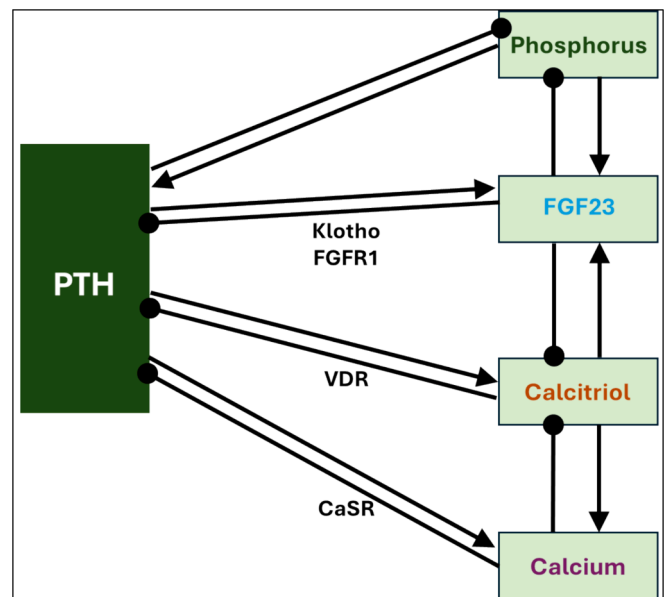 Phosphorus
FGF23
Klotho
FGFR1
PTH
VDR
Calcitriol
CaSR
Calcium